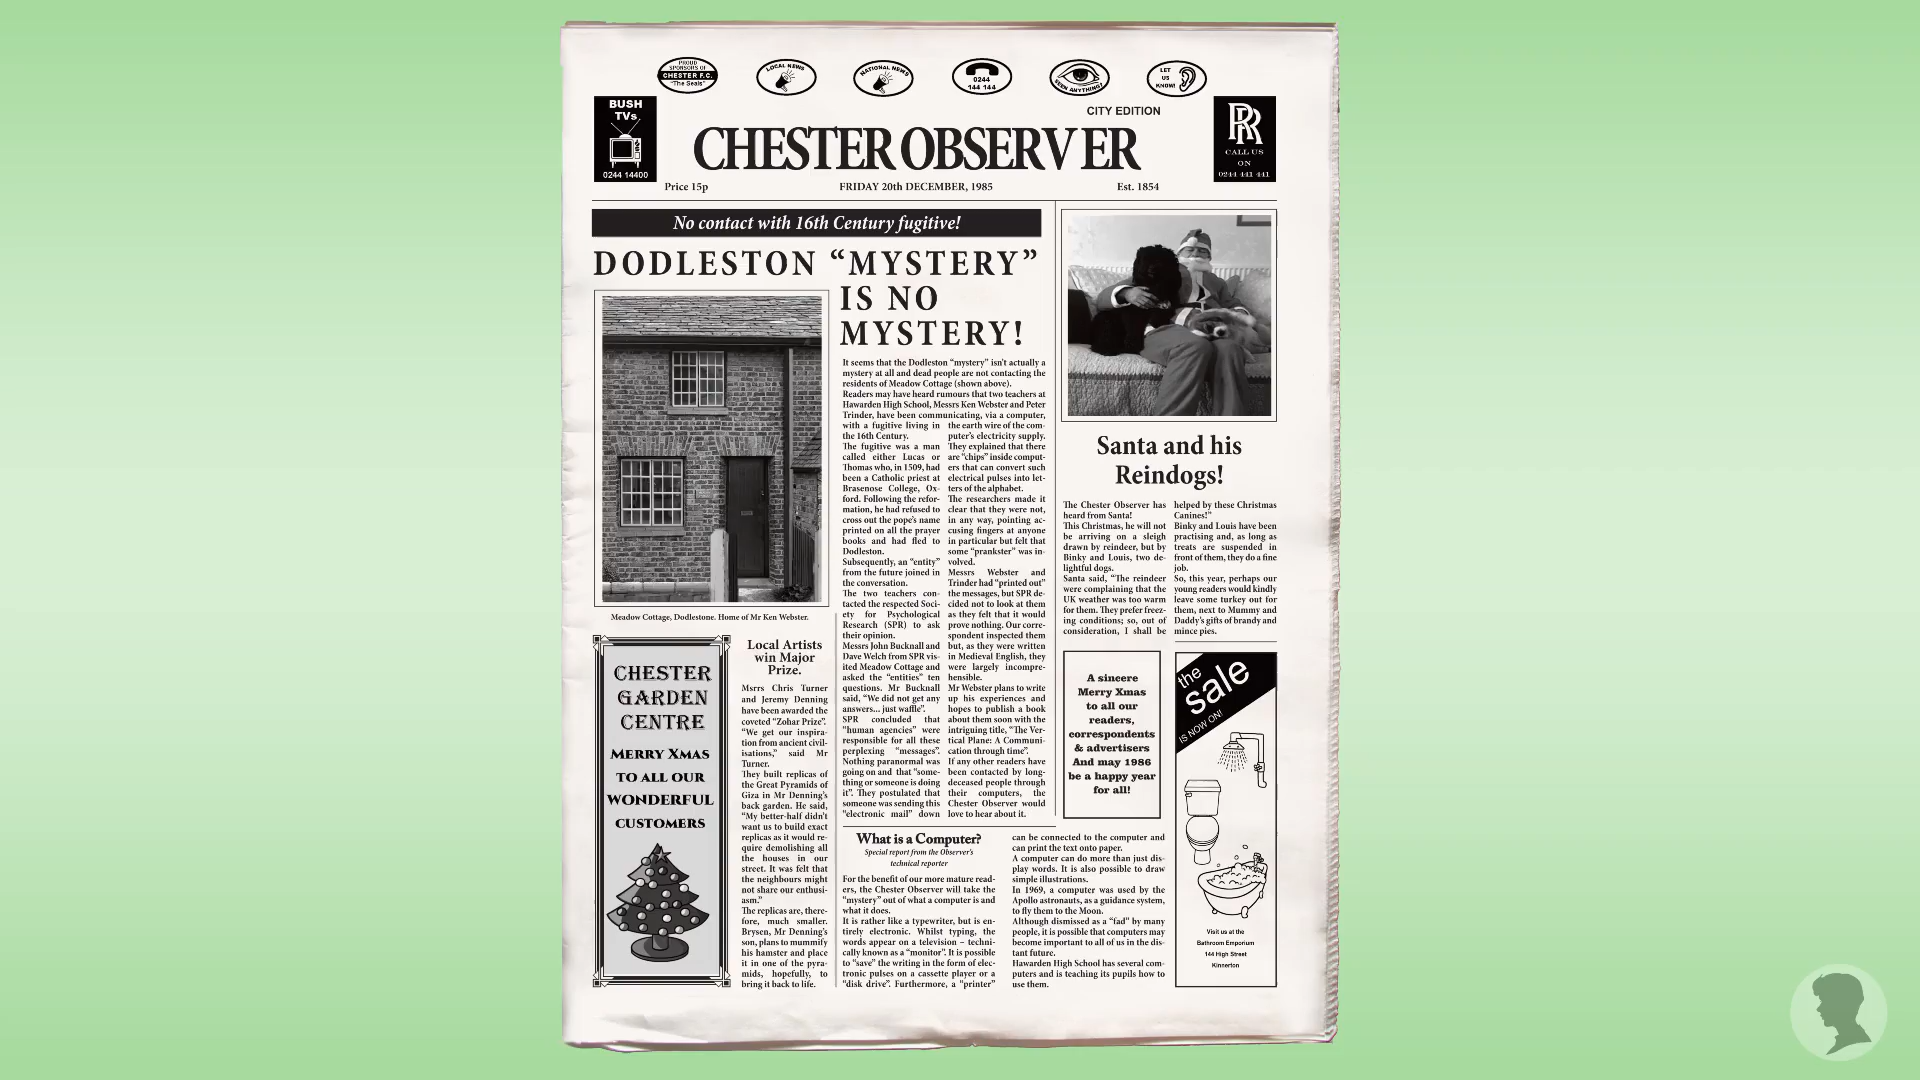 PROUD
SPONSORS OF
CHESTER F.C.
"The Seals"
LOCAL NEWS
NATIONAL NEWS
0244
144 144
SEEN ANYTHING?
LET
US
KNOW!
BUSH
TVs
0244 14400
CITY EDITION
CHESTER OBSERVER
RR
CALL US
ON
0244 441 441
Price 15p
FRIDAY 20th DECEMBER, 1985
Est. 1854
No contact with 16th Century fugitive!
DODLESTON “MYSTERY”
IS NO
MYSTERY!
Meadow Cottage, Dodlestone. Home of Mr Ken Webster.
It seems that the Dodleston “mystery” isn't actually a
mystery at all and dead people are not contacting the
residents of Meadow Cottage (shown above).
Readers may have heard rumours that two teachers at
Hawarden High School, Messrs Ken Webster and Peter
Trinder, have been communicating, via a computer,
with a fugitive living in
the 16th Century.
The fugitive was a man
called either Lucas or
Thomas who, in 1509, had
been a Catholic priest at
Brasenose College, Ox-
ford. Following the refor-
mation, he had refused to
cross out the pope's name
printed on all the prayer
books and had fled to
Dodleston.
Subsequently, an “entity”
from the future joined in
the conversation.
The two teachers con-
tacted the respected Soci-
ety for Psychological
Research (SPR) to ask
their opinion.
Messrs John Bucknall and
Dave Welch from SPR vis-
ited Meadow Cottage and
asked the “entities” ten
questions. Mr Bucknall
said, “We did not get any
answers... just waffle”.
SPR concluded that
“human agencies” were
responsible for all these
perplexing “messages”.
Nothing paranormal was
going on and that “some-
thing or someone is doing
it”. They postulated that
someone was sending this
“electronic mail” down
the earth wire of the com-
puter's electricity supply.
They explained that there
are “chips” inside comput-
ers that can convert such
electrical pulses into let-
ters of the alphabet.
The researchers made it
clear that they were not,
in any way, pointing ac-
cusing fingers at anyone
in particular but felt that
some “prankster” was in-
volved.
Messrs Webster and
Trinder had “printed out”
the messages, but SPR de-
cided not to look at them
as they felt that it would
prove nothing. Our corre-
spondent inspected them
but, as they were written
in Medieval English, they
were largely incompre-
hensible.
Mr Webster plans to write
up his experiences and
hopes to publish a book
about them soon with the
intriguing title, “The Ver-
tical Plane: A Communi-
cation through time”.
If any other readers have
been contacted by long-
deceased people through
their computers, the
Chester Observer would
love to hear about it.
Santa and his
Reindogs!
The Chester Observer has
heard from Santa!
This Christmas, he will not
be arriving on a sleigh
drawn by reindeer, but by
Binky and Louis, two de-
lightful dogs.
Santa said, “The reindeer
were complaining that the
UK weather was too warm
for them. They prefer freez-
ing conditions; so, out of
consideration, I shall be
helped by these Christmas
Canines!”
Binky and Louis have been
practising and, as long as
treats are suspended in
front of them, they do a fine
job.
So, this year, perhaps our
young readers would kindly
leave some turkey out for
them, next to Mummy and
Daddy's gifts of brandy and
mince pies.
CHESTER
GARDEN
CENTRE
MERRY XMAS
TO ALL OUR
WONDERFUL
CUSTOMERS
Local Artists
win Major
Prize.
Msrrs Chris Turner
and Jeremy Denning
have been awarded the
coveted “Zohar Prize”.
“We get our inspira-
tion from ancient civil-
isations,” said Mr
Turner.
They built replicas of
the Great Pyramids of
Giza in Mr Denning's
back garden. He said,
“My better-half didn't
want us to build exact
replicas as it would re-
quire demolishing all
the houses in our
street. It was felt that
the neighbours might
not share our enthusi-
asm.”
The replicas are, there-
fore, much smaller.
Brysen, Mr Denning's
son, plans to mummify
his hamster and place
it in one of the pyra-
mids, hopefully, to
bring it back to life.
What is a Computer?
Special report from the Observer's
technical reporter
For the benefit of our more mature read-
ers, the Chester Observer will take the
“mystery” out of what a computer is and
what it does.
It is rather like a typewriter, but is en-
tirely electronic. Whilst typing, the
words appear on a television – techni-
cally known as a “monitor”. It is possible
to “save” the writing in the form of elec-
tronic pulses on a cassette player or a
“disk drive”. Furthermore, a “printer”
can be connected to the computer and
can print the text onto paper.
A computer can do more than just dis-
play words. It is also possible to draw
simple illustrations.
In 1969, a computer was used by the
Apollo astronauts, as a guidance system,
to fly them to the Moon.
Although dismissed as a “fad” by many
people, it is possible that computers may
become important to all of us in the dis-
tant future.
Hawarden High School has several com-
puters and is teaching its pupils how to
use them.
A sincere
Merry Xmas
to all our
readers,
correspondents
& advertisers
And may 1986
be a happy year
for all!
the
sale
IS NOW ON!
Visit us at the
Bathroom Emporium
144 High Street
Kinnerton